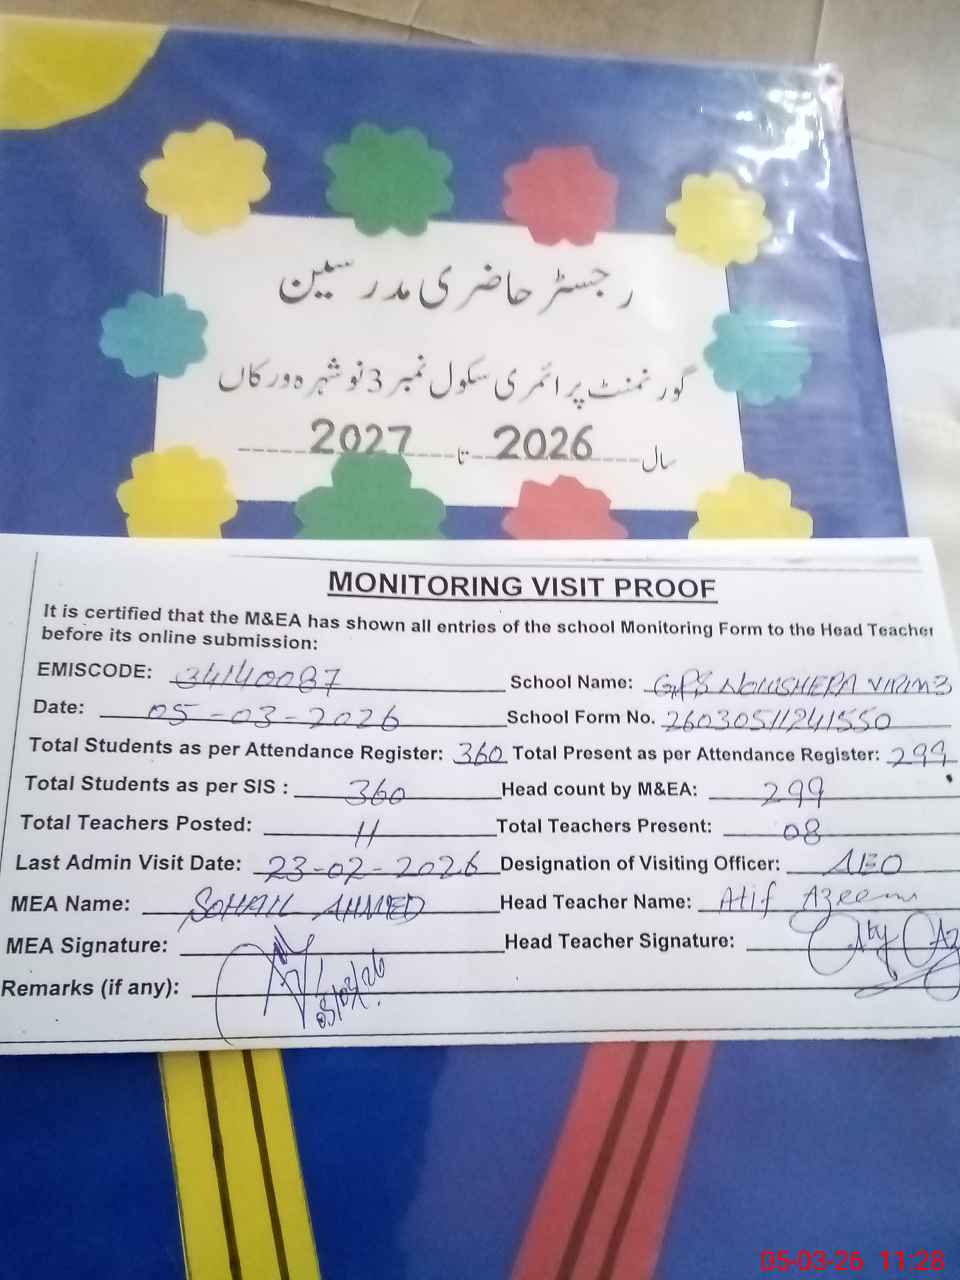 رجسٹر حاضری مدرسین
گورنمنٹ پرائمری سکول نمبر 3 نوشہرہ ورکاں
سال 2026 تا 2027
MONITORING VISIT PROOF
It is certified that the M&EA has shown all entries of the school Monitoring Form to the Head Teacher
before its online submission:
EMISCODE: 34140087 School Name: GPS NOWSHERA VIRK N3
Date: 05-03-2026 School Form No. 26030511241550
Total Students as per Attendance Register: 360 Total Present as per Attendance Register: 299
Total Students as per SIS : 360 Head count by M&EA: 299
Total Teachers Posted: 11 Total Teachers Present: 08
Last Admin Visit Date: 23-02-2026 Designation of Visiting Officer: AEO
MEA Name: SOHAIL AHMED Head Teacher Name: Atif Azeem
MEA Signature: Head Teacher Signature:
Remarks (if any): 05/03/26
05-03-26 11:28